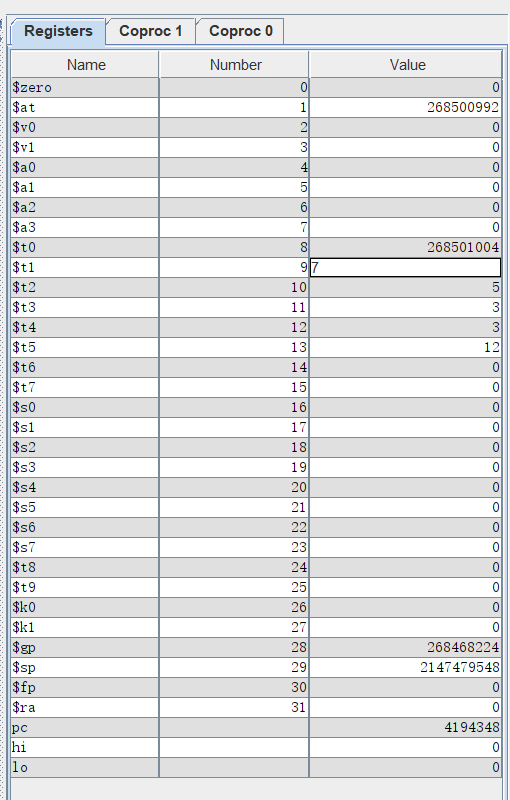 Registers Coproc 1 Coproc 0
Name Number Value
$zero 0 0
$at 1 268500992
$v0 2 0
$v1 3 0
$a0 4 0
$a1 5 0
$a2 6 0
$a3 7 0
$t0 8 268501004
$t1 9 7
$t2 10 5
$t3 11 3
$t4 12 3
$t5 13 12
$t6 14 0
$t7 15 0
$s0 16 0
$s1 17 0
$s2 18 0
$s3 19 0
$s4 20 0
$s5 21 0
$s6 22 0
$s7 23 0
$t8 24 0
$t9 25 0
$k0 26 0
$k1 27 0
$gp 28 268468224
$sp 29 2147479548
$fp 30 0
$ra 31 0
pc 4194348
hi 0
lo 0